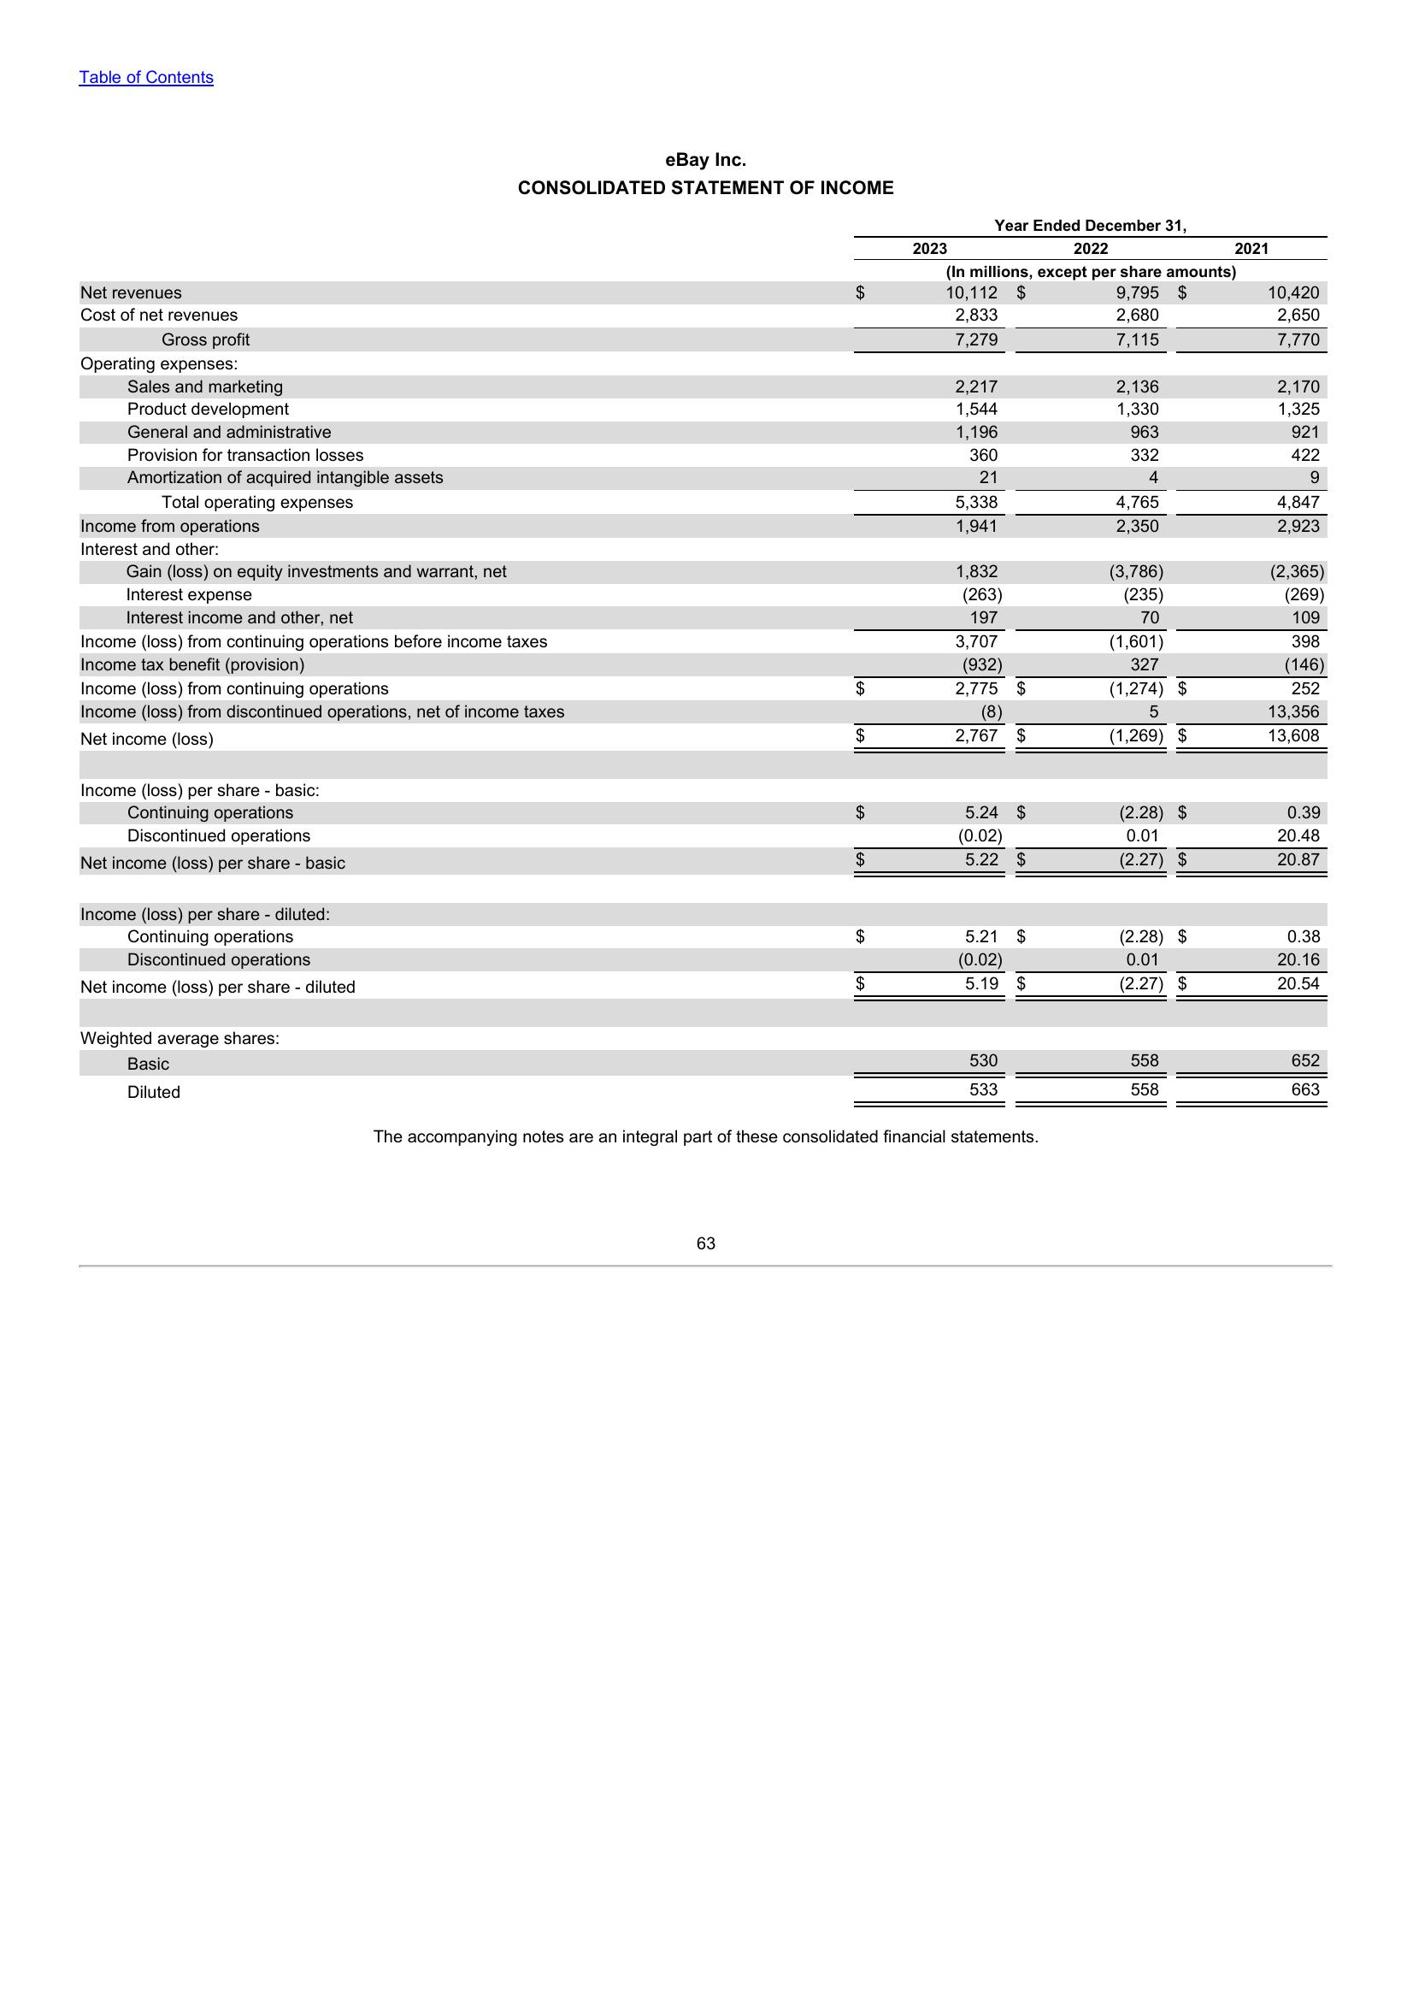 Table of Contents
eBay Inc.
CONSOLIDATED STATEMENT OF INCOME
Year Ended December 31,
2023 2022 2021
(In millions, except per share amounts)
Net revenues $ 10,112 $ 9,795 $ 10,420
Cost of net revenues 2,833 2,680 2,650
Gross profit 7,279 7,115 7,770
Operating expenses:
Sales and marketing 2,217 2,136 2,170
Product development 1,544 1,330 1,325
General and administrative 1,196 963 921
Provision for transaction losses 360 332 422
Amortization of acquired intangible assets 21 4 9
Total operating expenses 5,338 4,765 4,847
Income from operations 1,941 2,350 2,923
Interest and other:
Gain (loss) on equity investments and warrant, net 1,832 (3,786) (2,365)
Interest expense (263) (235) (269)
Interest income and other, net 197 70 109
Income (loss) from continuing operations before income taxes 3,707 (1,601) 398
Income tax benefit (provision) (932) 327 (146)
Income (loss) from continuing operations $ 2,775 $ (1,274) $ 252
Income (loss) from discontinued operations, net of income taxes (8) 5 13,356
Net income (loss) $ 2,767 $ (1,269) $ 13,608
Income (loss) per share - basic:
Continuing operations $ 5.24 $ (2.28) $ 0.39
Discontinued operations (0.02) 0.01 20.48
Net income (loss) per share - basic $ 5.22 $ (2.27) $ 20.87
Income (loss) per share - diluted:
Continuing operations $ 5.21 $ (2.28) $ 0.38
Discontinued operations (0.02) 0.01 20.16
Net income (loss) per share - diluted $ 5.19 $ (2.27) $ 20.54
Weighted average shares:
Basic 530 558 652
Diluted 533 558 663
The accompanying notes are an integral part of these consolidated financial statements.
63